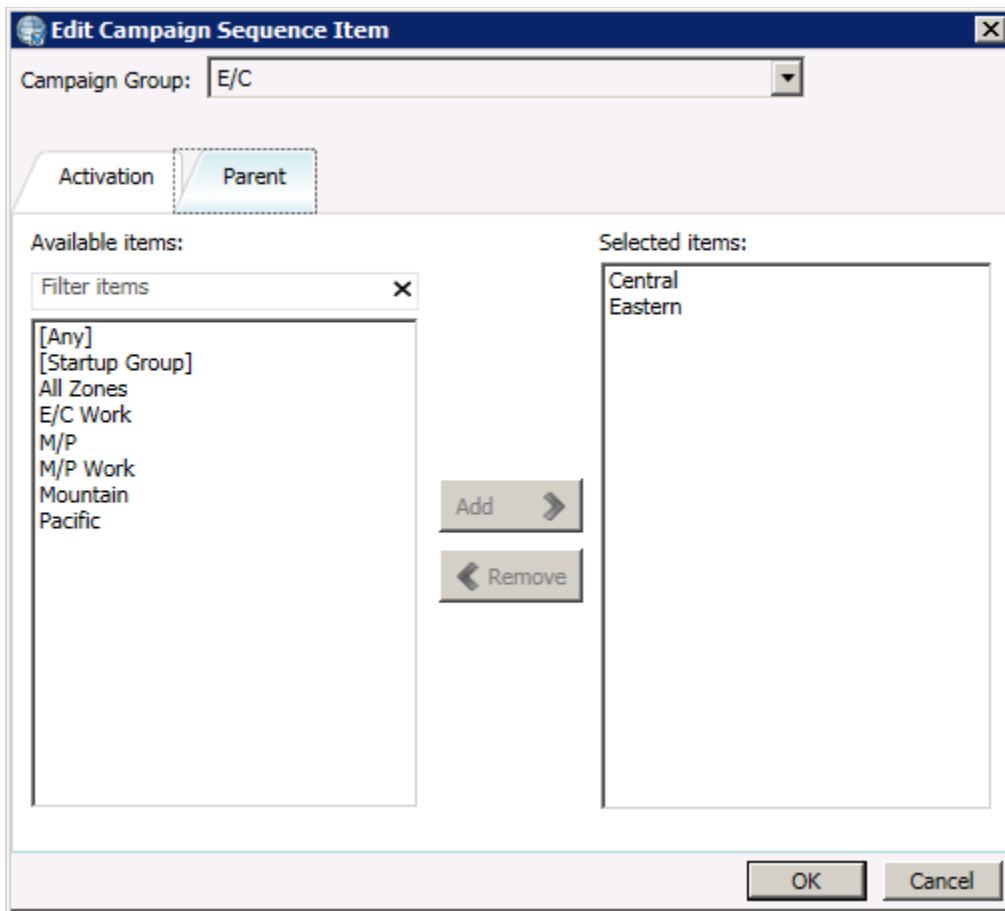 Edit Campaign Sequence Item
Campaign Group: E/C
Activation Parent
Available items:
Filter items
[Any]
[Startup Group]
All Zones
E/C Work
M/P
M/P Work
Mountain
Pacific
Add
Remove
Selected items:
Central
Eastern
OK Cancel